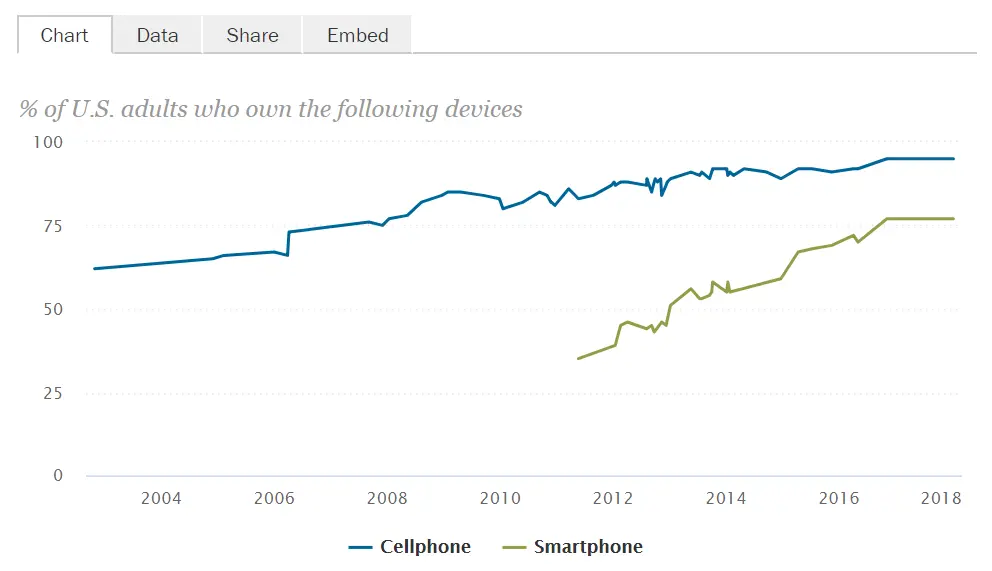 Chart Data Share Embed
% of U.S. adults who own the following devices
100
75
50
25
0
2004 2006 2008 2010 2012 2014 2016 2018
Cellphone Smartphone